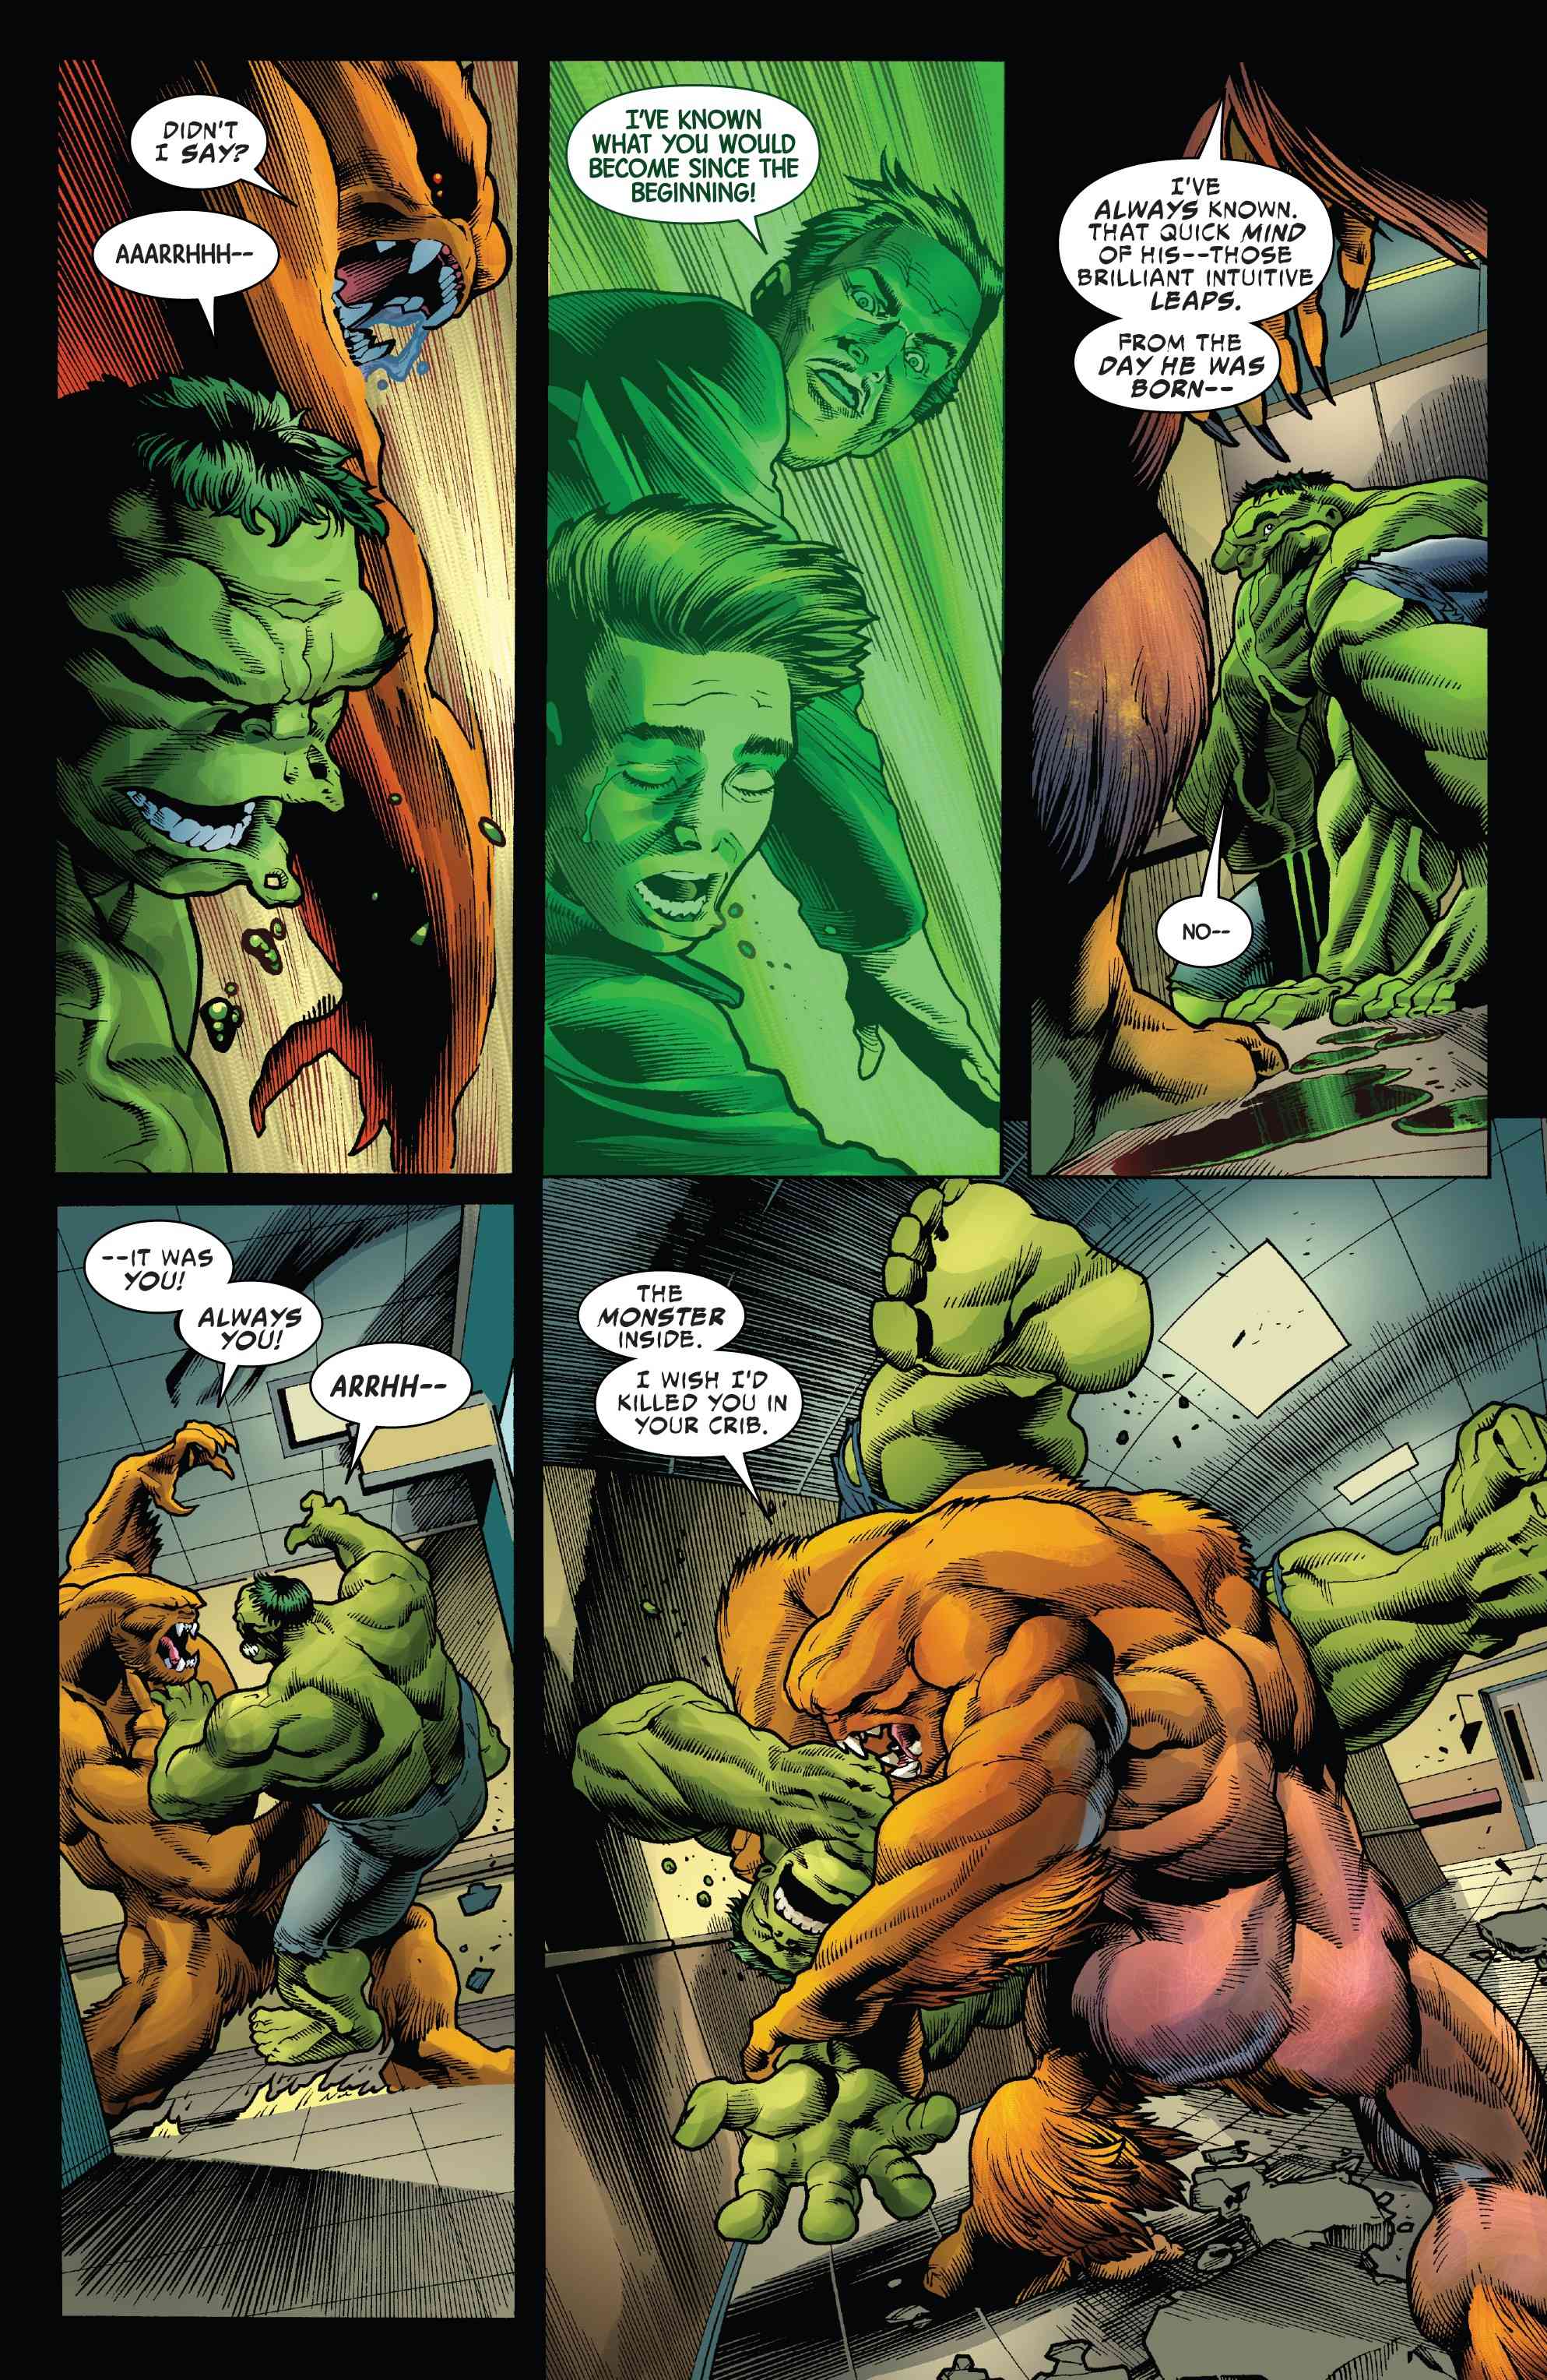 DIDN'T
I SAY?
AAARRHHH--
I'VE KNOWN
WHAT YOU WOULD
BECOME SINCE THE
BEGINNING!
I'VE
ALWAYS KNOWN.
THAT QUICK MIND
OF HIS--THOSE
BRILLIANT INTUITIVE
LEAPS.
FROM THE
DAY HE WAS
BORN--
NO--
--IT WAS
YOU!
ALWAYS
YOU!
ARRHH--
THE
MONSTER
INSIDE.
I WISH I'D
KILLED YOU IN
YOUR CRIB.